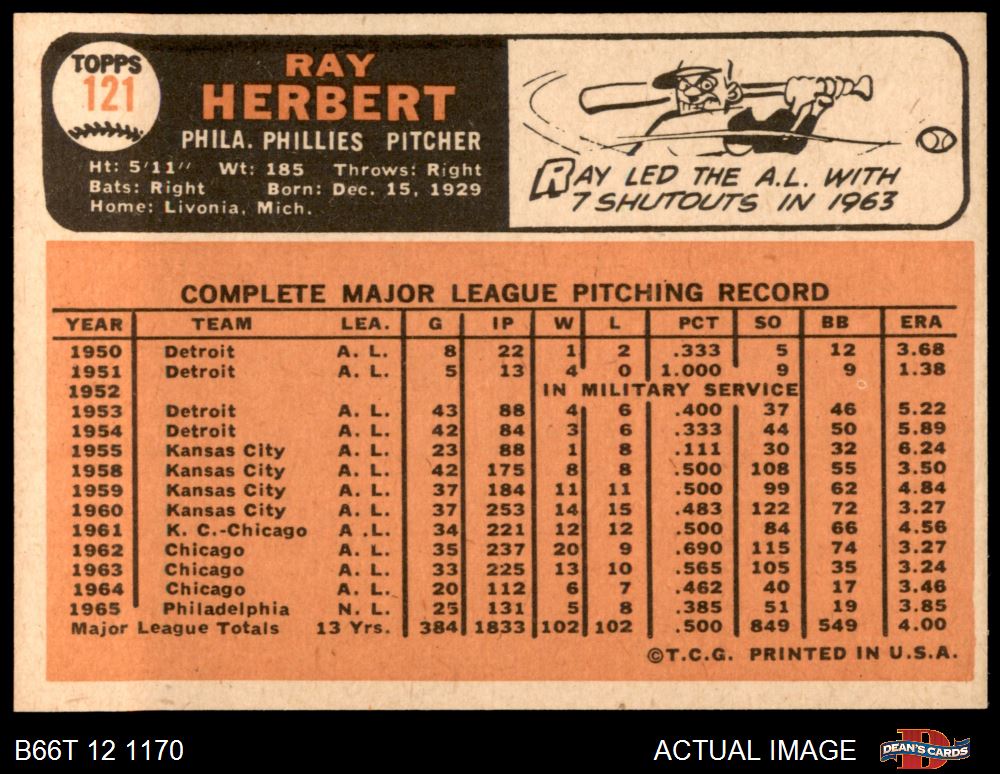 TOPPS
121
RAY
HERBERT
PHILA. PHILLIES PITCHER
Ht: 5'11" Wt: 185 Throws: Right
Bats: Right Born: Dec. 15, 1929
Home: Livonia, Mich.
RAY LED THE A.L. WITH
7 SHUTOUTS IN 1963
COMPLETE MAJOR LEAGUE PITCHING RECORD
YEAR TEAM LEA. G IP W L PCT SO BB ERA
1950 Detroit A. L. 8 22 1 2 .333 5 12 3.68
1951 Detroit A. L. 5 13 4 0 1.000 9 9 1.38
1952 IN MILITARY SERVICE
1953 Detroit A. L. 43 88 4 6 .400 37 46 5.22
1954 Detroit A. L. 42 84 3 6 .333 44 50 5.89
1955 Kansas City A. L. 23 88 1 8 .111 30 32 6.24
1958 Kansas City A. L. 42 175 8 8 .500 108 55 3.50
1959 Kansas City A. L. 37 184 11 11 .500 99 62 4.84
1960 Kansas City A. L. 37 253 14 15 .483 122 72 3.27
1961 K. C.-Chicago A .L. 34 221 12 12 .500 84 66 4.56
1962 Chicago A. L. 35 237 20 9 .690 115 74 3.27
1963 Chicago A. L. 33 225 13 10 .565 105 35 3.24
1964 Chicago A. L. 20 112 6 7 .462 40 17 3.46
1965 Philadelphia N. L. 25 131 5 8 .385 51 19 3.85
Major League Totals 13 Yrs. 384 1833 102 102 .500 849 549 4.00
©T.C.G. PRINTED IN U.S.A.
B66T 12 1170
ACTUAL IMAGE
DEAN'S CARDS